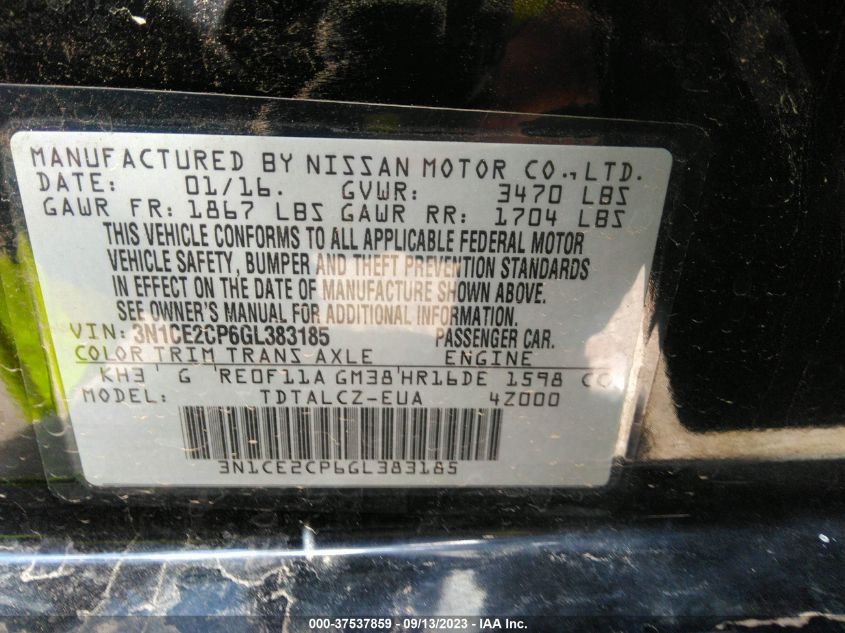 MANUFACTURED BY NISSAN MOTOR CO., LTD.
DATE: 01/16. GVWR: 3470 LBS
GAWR FR: 1867 LBS GAWR RR: 1704 LBS
THIS VEHICLE CONFORMS TO ALL APPLICABLE FEDERAL MOTOR
VEHICLE SAFETY, BUMPER AND THEFT PREVENTION STANDARDS
IN EFFECT ON THE DATE OF MANUFACTURE SHOWN ABOVE.
SEE OWNER'S MANUAL FOR ADDITIONAL INFORMATION.
VIN: 3N1CE2CP6GL383185 PASSENGER CAR.
COLOR TRIM TRANS AXLE ENGINE
KH3 G RE0F11A GM38 HR16DE 1598 CC
MODEL: TDTALCZ-EUA 4Z000
3N1CE2CP6GL383185
000-37537859 - 09/13/2023 - IAA Inc.